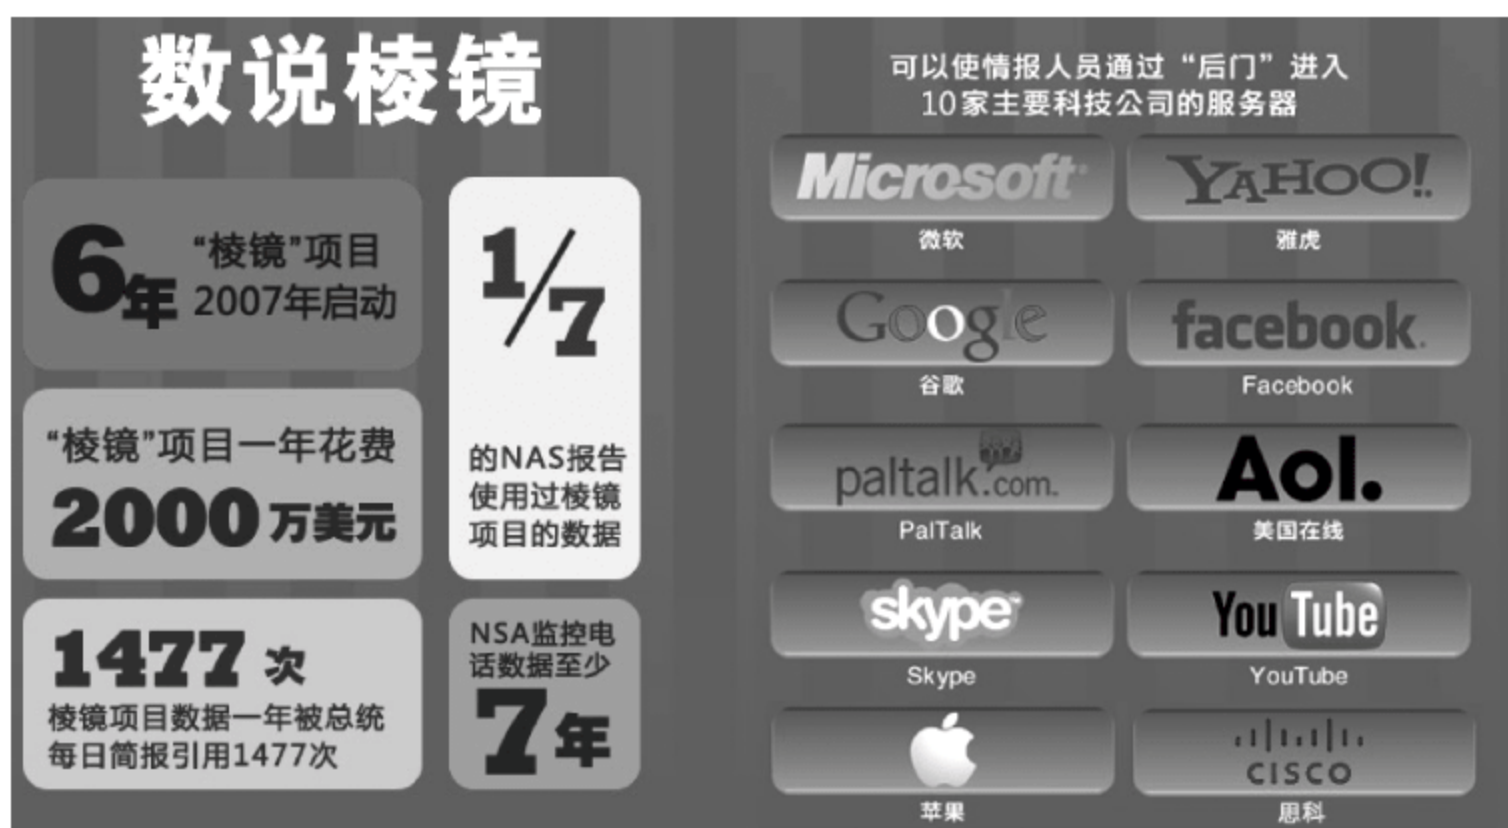 数说棱镜
6年
“棱镜”项目
2007年启动
“棱镜”项目一年花费
2000万美元
1477次
棱镜项目数据一年被总统
每日简报引用1477次
1/7
的NAS报告
使用过棱镜
项目的数据
NSA监控电
话数据至少
7年
可以使情报人员通过“后门”进入
10家主要科技公司的服务器
Microsoft
微软
YAHOO!
雅虎
Google
谷歌
facebook
Facebook
paltalk.com
PalTalk
Aol.
美国在线
skype
Skype
YouTube
YouTube
苹果
CISCO
思科